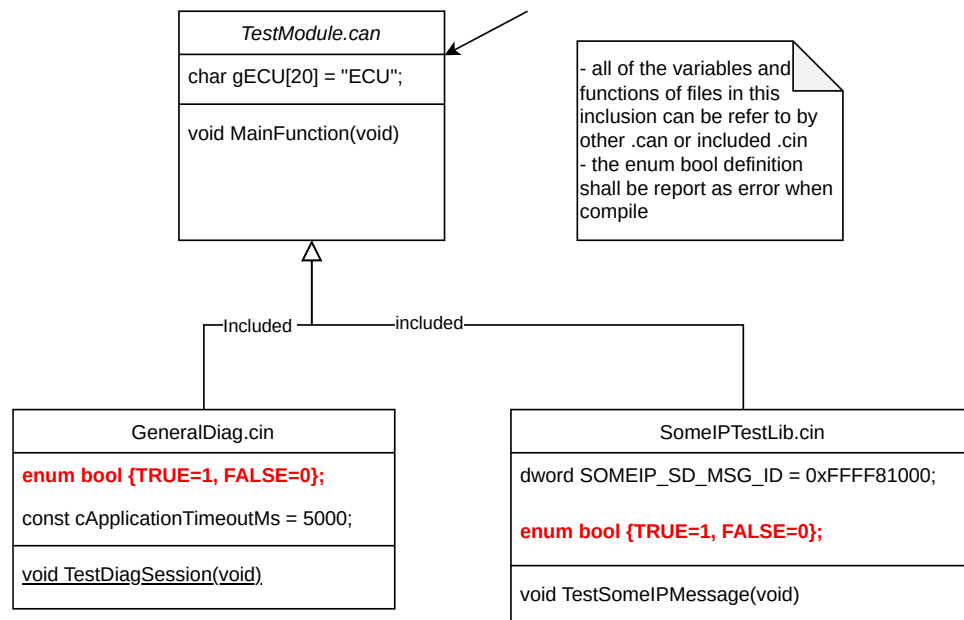 TestModule.can
char gECU[20] = "ECU";
void MainFunction(void)
- all of the variables and
functions of files in this
inclusion can be refer to by
other .can or included .cin
- the enum bool definition
shall be report as error when
compile
Included
included
GeneralDiag.cin
enum bool {TRUE=1, FALSE=0};
const cApplicationTimeoutMs = 5000;
void TestDiagSession(void)
SomeIPTestLib.cin
dword SOMEIP_SD_MSG_ID = 0xFFFF81000;
enum bool {TRUE=1, FALSE=0};
void TestSomeIPMessage(void)